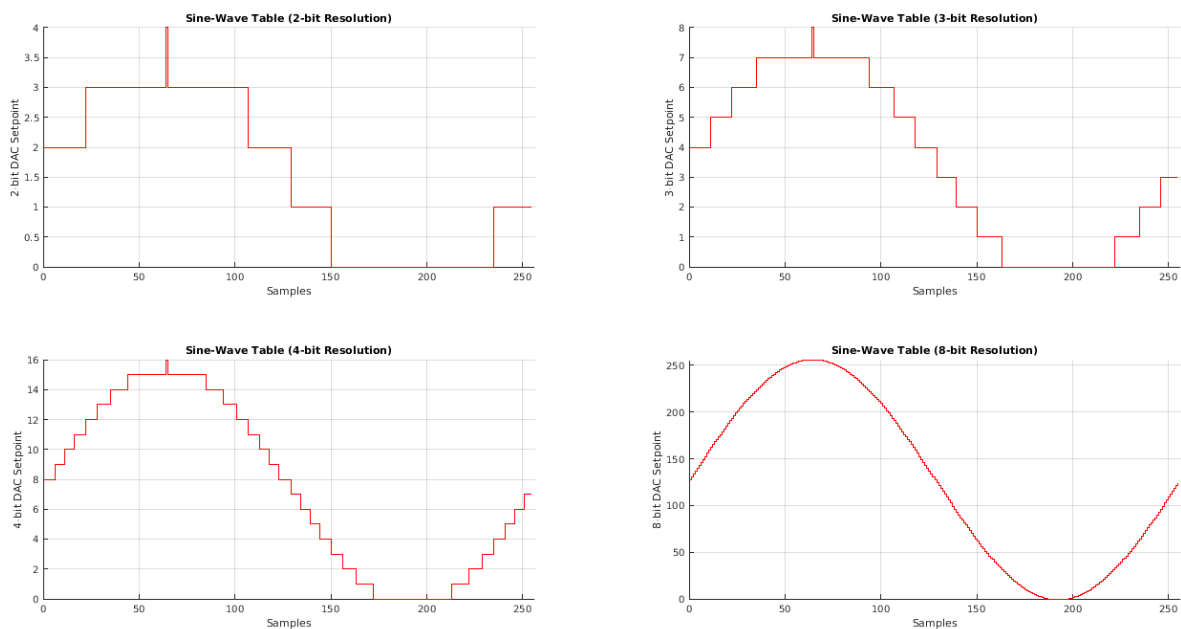 Sine-Wave Table (2-bit Resolution)
4
3.5
3
2.5
2
1.5
1
0.5
0
2-bit DAC Setpoint
0 50 100 150 200 250
Samples
Sine-Wave Table (3-bit Resolution)
8
7
6
5
4
3
2
1
0
3-bit DAC Setpoint
0 50 100 150 200 250
Samples
Sine-Wave Table (4-bit Resolution)
16
14
12
10
8
6
4
2
0
4-bit DAC Setpoint
0 50 100 150 200 250
Samples
Sine-Wave Table (8-bit Resolution)
250
200
150
100
50
0
8-bit DAC Setpoint
0 50 100 150 200 250
Samples